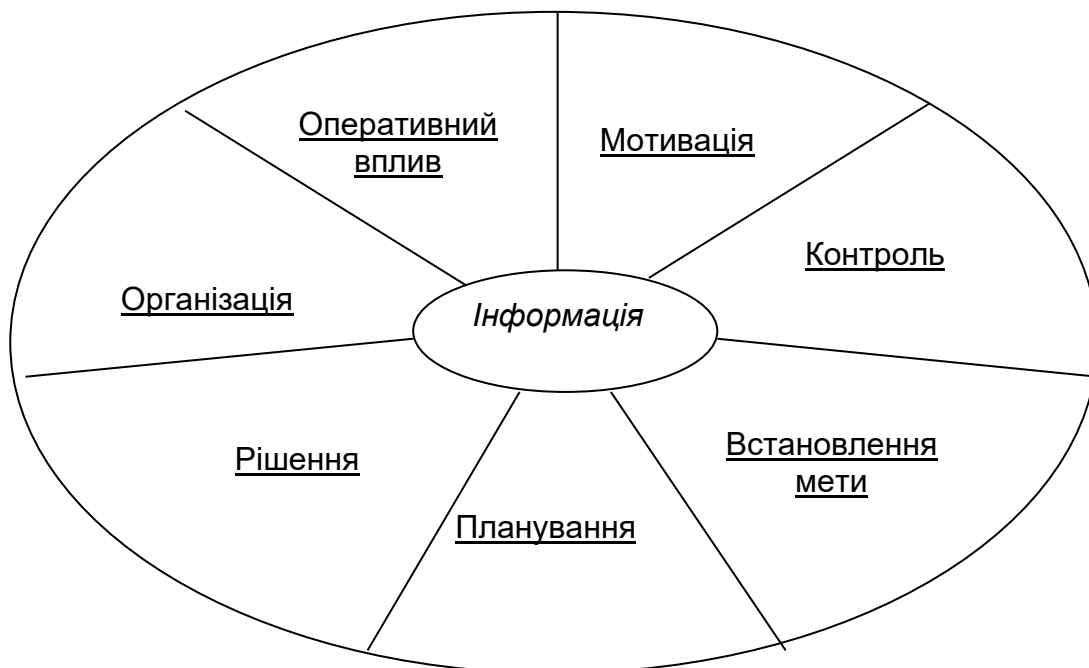 Оперативний
вплив
Мотивація
Контроль
Організація
Інформація
Рішення
Встановлення
мети
Планування